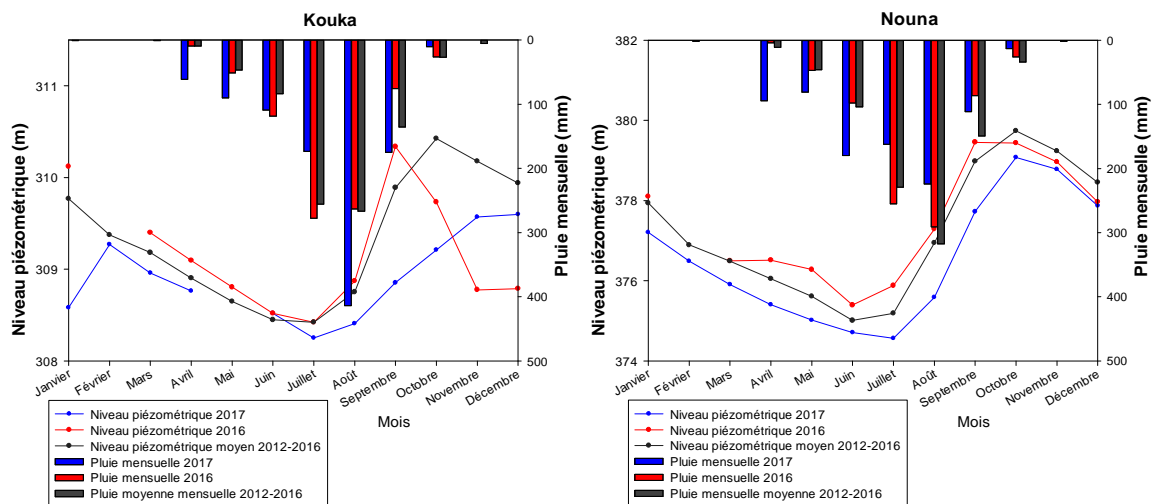 Kouka
Niveau piézométrique (m)
311
310
309
308
0
100
200
300
400
500
Pluie mensuelle (mm)
Janvier
Février
Mars
Avril
Mai
Juin
Juillet
Août
Septembre
Octobre
Novembre
Décembre
Mois
Niveau piézométrique 2017
Niveau piézométrique 2016
Niveau piézométrique moyen 2012-2016
Pluie mensuelle 2017
Pluie mensuelle 2016
Pluie moyenne mensuelle 2012-2016
Nouna
Niveau piézométrique (m)
382
380
378
376
374
0
100
200
300
400
500
Pluie mensuelle (mm)
Janvier
Février
Mars
Avril
Mai
Juin
Juillet
Août
Septembre
Octobre
Novembre
Décembre
Mois
Niveau piézométrique 2017
Niveau piézométrique 2016
Niveau piézométrique moyen 2012-2016
Pluie mensuelle 2017
Pluie mensuelle 2016
Pluie mensuelle moyenne 2012-2016